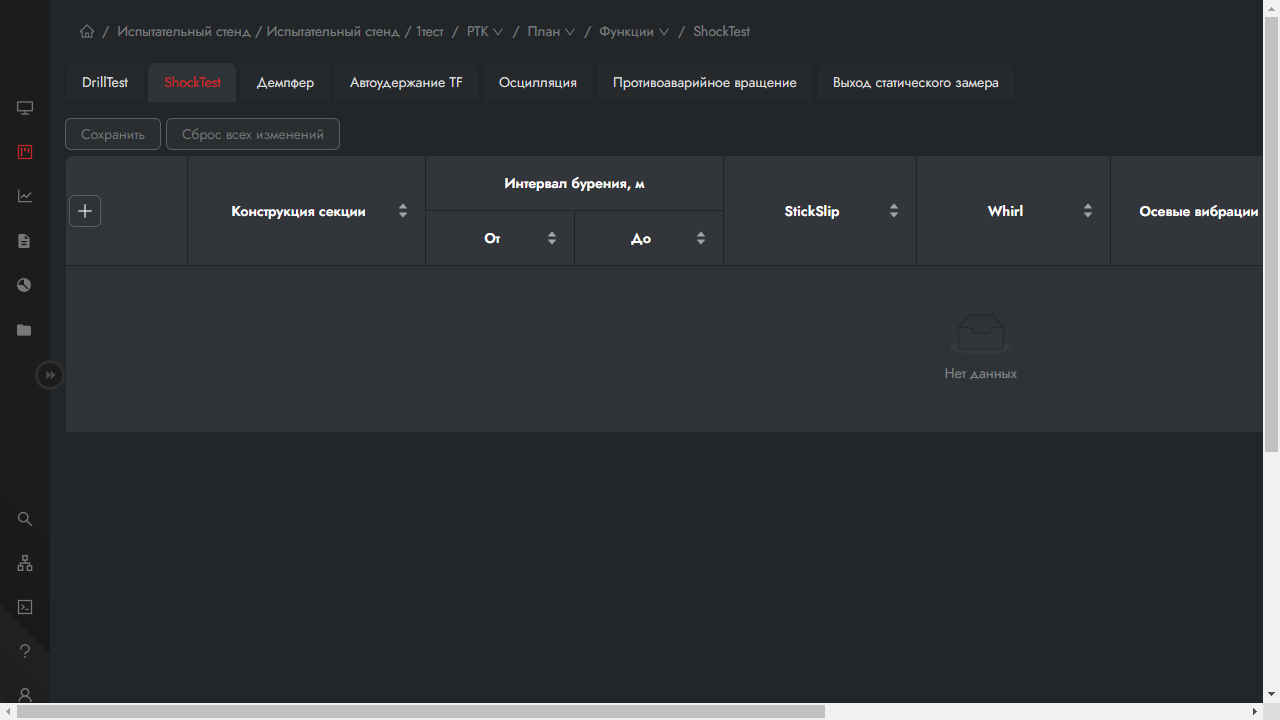 / Испытательный стенд / Испытательный стенд / 1тест / РТК / План / Функции / ShockTest
DrillTest ShockTest Демпфер Автоудержание TF Осцилляция Противоаварийное вращение Выход статического замера
Сохранить Сброс всех изменений
Конструкция секции Интервал бурения, м StickSlip Whirl Осевые вибрации
От До
Нет данных